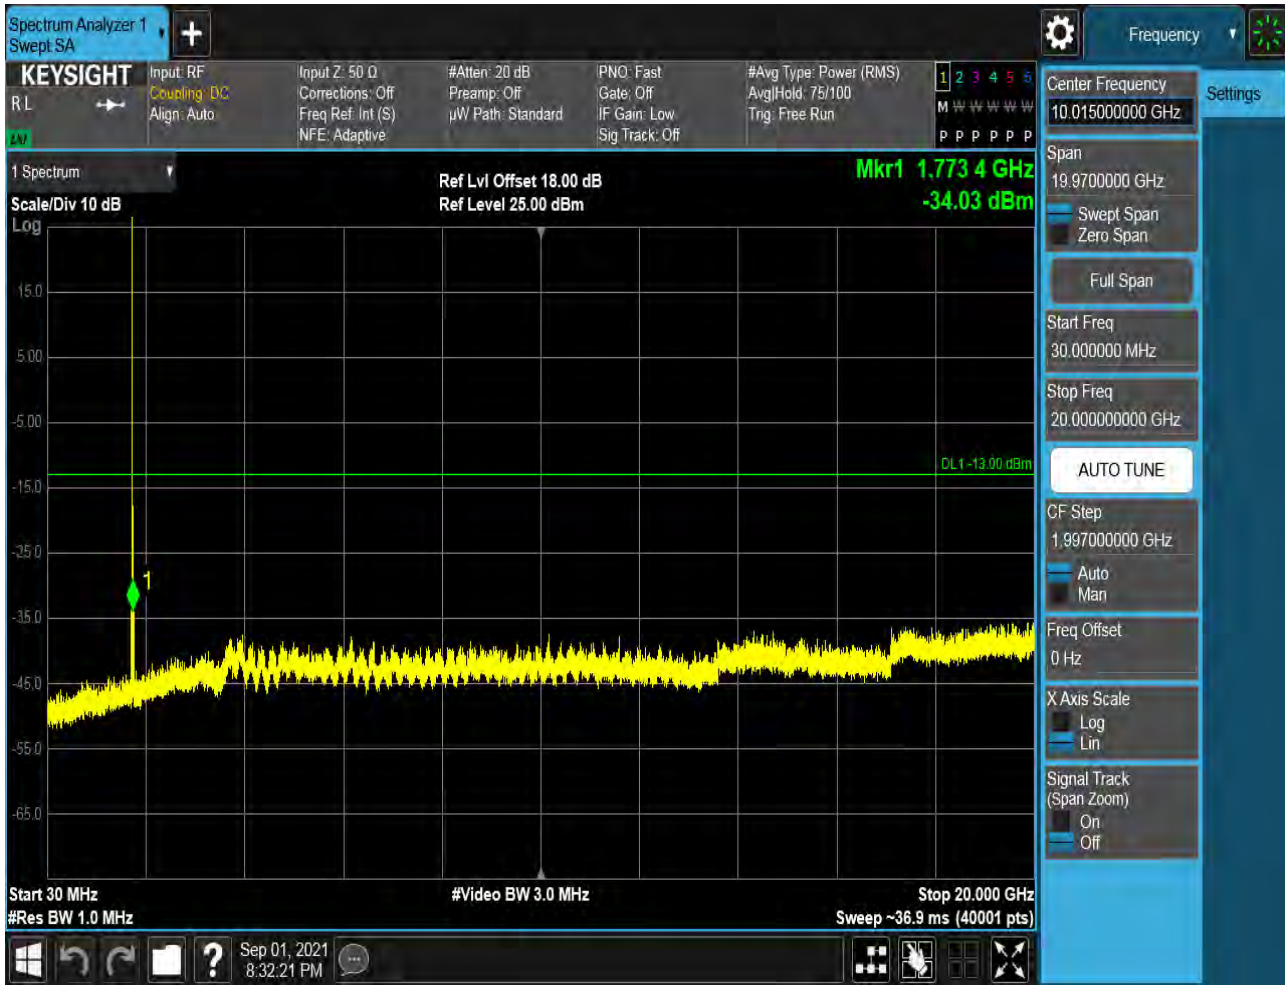 Spectrum Analyzer 1
Swept SA
+
Frequency
KEYSIGHT
R L
LNI
Input: RF
Coupling: DC
Align: Auto
Input Z: 50 Ω
Corrections: Off
Freq Ref: Int (S)
NFE: Adaptive
#Atten: 20 dB
Preamp: Off
µW Path: Standard
PNO: Fast
Gate: Off
IF Gain: Low
Sig Track: Off
#Avg Type: Power (RMS)
Avg|Hold: 75/100
Trig: Free Run
1 2 3 4 5 6
M W W W W W
P P P P P P
1 Spectrum
Scale/Div 10 dB
Log
Ref Lvl Offset 18.00 dB
Ref Level 25.00 dBm
Mkr1 1.773 4 GHz
-34.03 dBm
15.0
5.00
-5.00
-15.0
-25.0
-35.0
-45.0
-55.0
-65.0
DL1 -13.00 dBm
1
Start 30 MHz
#Res BW 1.0 MHz
#Video BW 3.0 MHz
Stop 20.000 GHz
Sweep ~36.9 ms (40001 pts)
Center Frequency
10.015000000 GHz
Settings
Span
19.9700000 GHz
Swept Span
Zero Span
Full Span
Start Freq
30.000000 MHz
Stop Freq
20.000000000 GHz
AUTO TUNE
CF Step
1.997000000 GHz
Auto
Man
Freq Offset
0 Hz
X Axis Scale
Log
Lin
Signal Track
(Span Zoom)
On
Off
?
Sep 01, 2021
8:32:21 PM